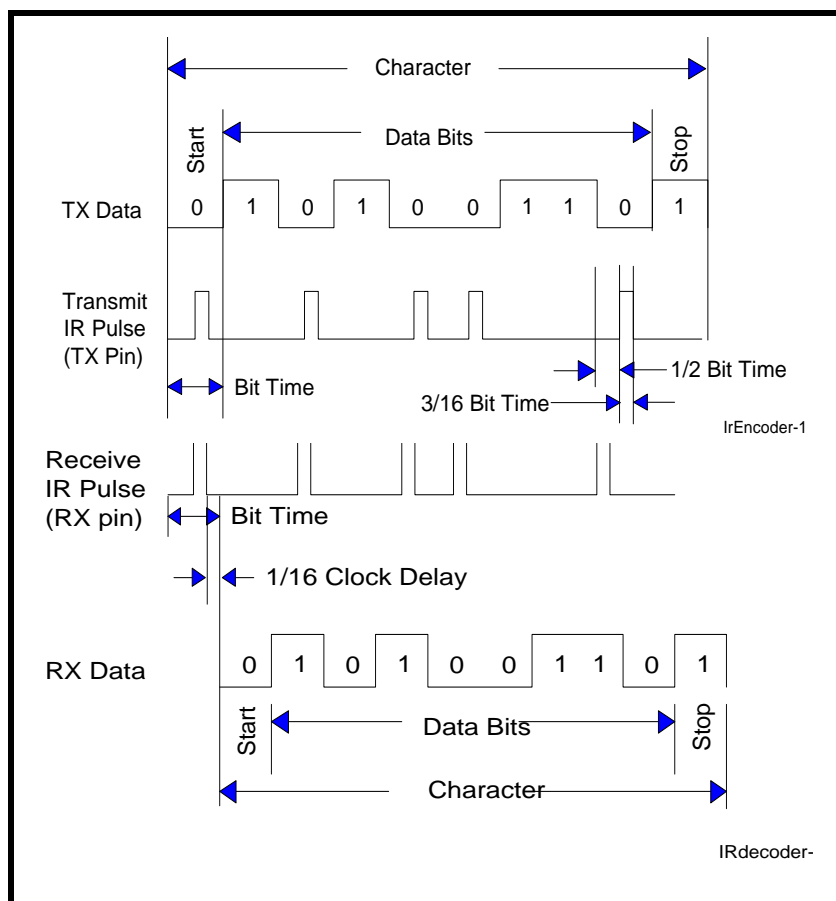 Character
Start
Data Bits
Stop
TX Data 0 1 0 1 0 0 1 1 0 1
Transmit
IR Pulse
(TX Pin)
Bit Time
1/2 Bit Time
3/16 Bit Time
IrEncoder-1
Receive
IR Pulse
(RX pin)
Bit Time
1/16 Clock Delay
RX Data 0 1 0 1 0 0 1 1 0 1
Start
Data Bits
Stop
Character
IRdecoder-